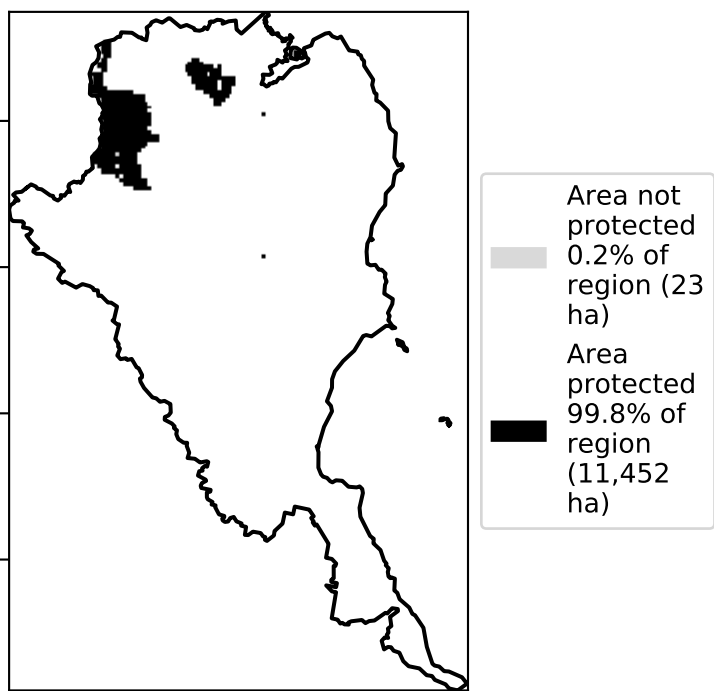 Area not
protected
0.2% of
region (23
ha)
Area
protected
99.8% of
region
(11,452
ha)